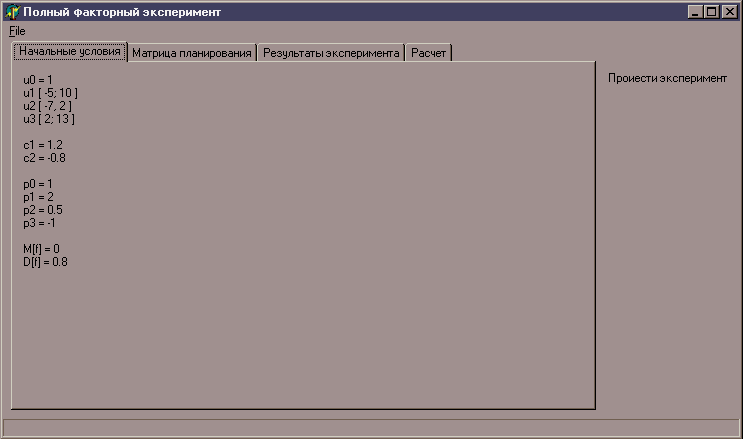 Полный факторный эксперимент
File
Начальные условия Матрица планирования Результаты эксперимента Расчет
Проиести эксперимент
u0 = 1
u1 [ -5; 10 ]
u2 [ -7, 2 ]
u3 [ 2; 13 ]
c1 = 1.2
c2 = -0.8
p0 = 1
p1 = 2
p2 = 0.5
p3 = -1
M[f] = 0
D[f] = 0.8